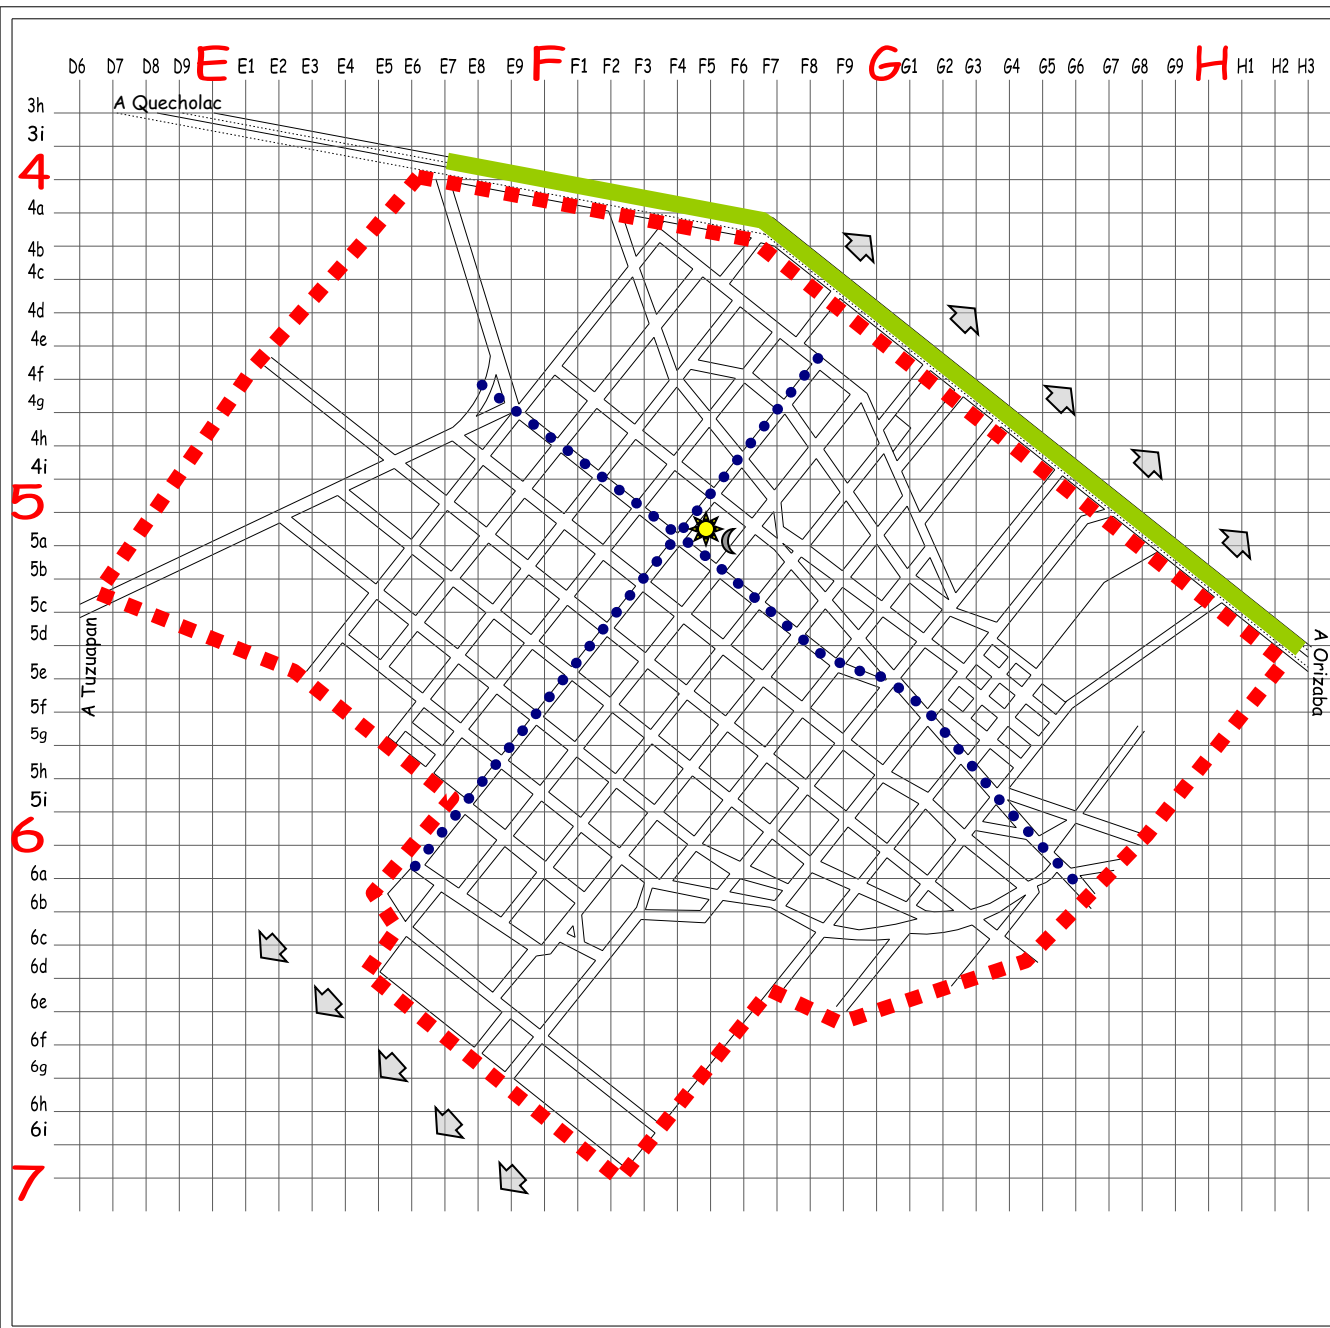 D6 D7 D8 D9 E E1 E2 E3 E4 E5 E6 E7 E8 E9 F F1 F2 F3 F4 F5 F6 F7 F8 F9 G G1 G2 G3 G4 G5 G6 G7 G8 G9 H H1 H2 H3
A Quecholac
3h
3i
4
4a
4b
4c
4d
4e
4f
4g
4h
4i
5
5a
5b
5c
5d
5e
5f
5g
5h
5i
6
6a
6b
6c
6d
6e
6f
6g
6h
6i
7
A Tuzuapan
A Orizaba